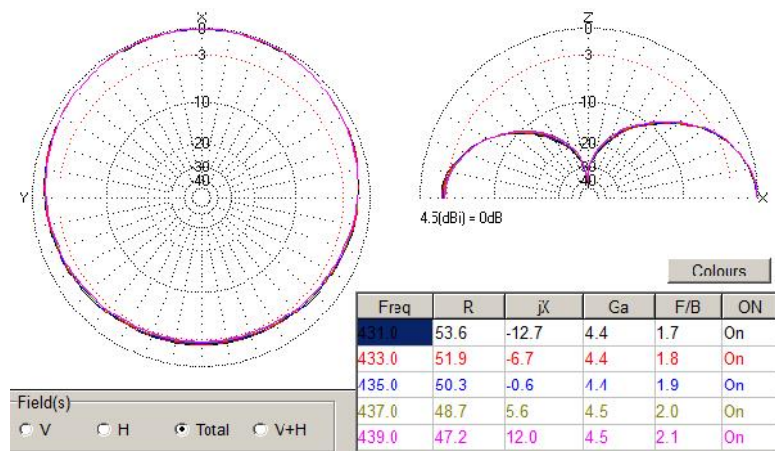 X
0
-3
-10
-20
-30
-40
Y
Z
0
-3
-10
-20
-30
-40
X
4.5(dBi) = 0dB
Colours
Freq R jX Ga F/B ON
431.0 53.6 -12.7 4.4 1.7 On
433.0 51.9 -6.7 4.4 1.8 On
435.0 50.3 -0.6 4.4 1.9 On
437.0 48.7 5.6 4.5 2.0 On
439.0 47.2 12.0 4.5 2.1 On
Field(s)
V H Total V+H